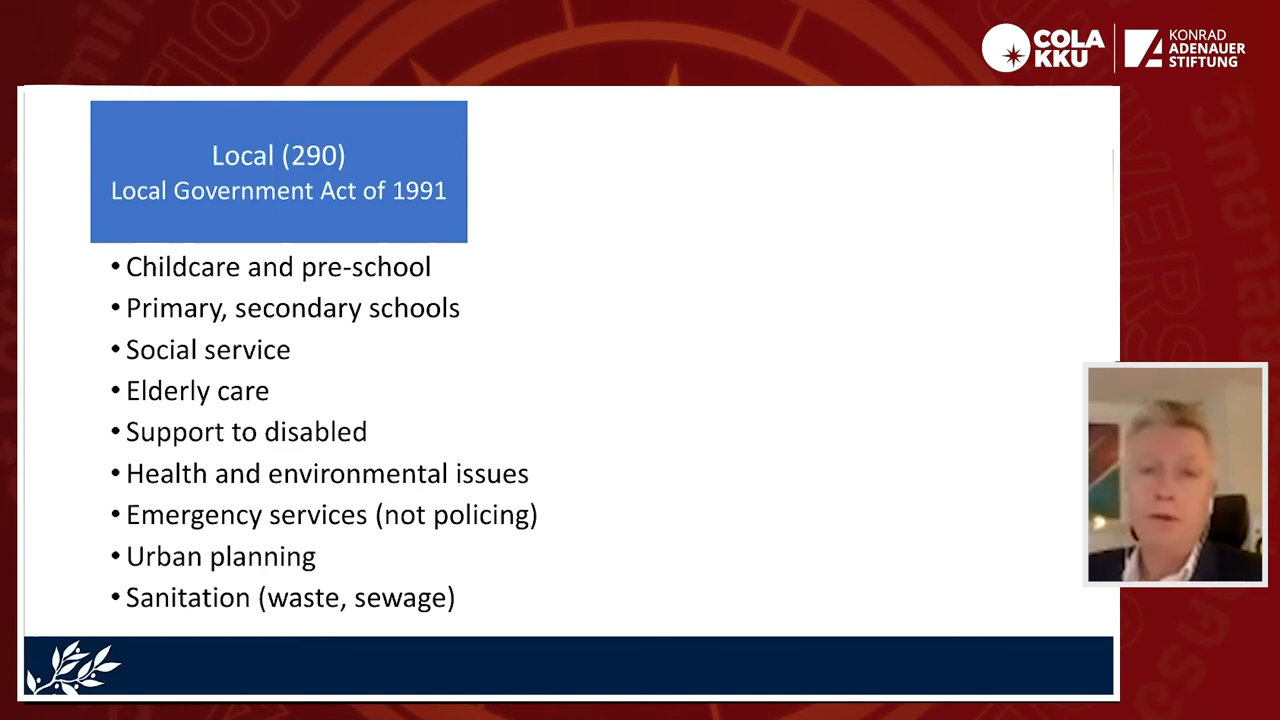 COLA
KKU
KONRAD
ADENAUER
STIFTUNG
Local (290)
Local Government Act of 1991
• Childcare and pre-school
• Primary, secondary schools
• Social service
• Elderly care
• Support to disabled
• Health and environmental issues
• Emergency services (not policing)
• Urban planning
• Sanitation (waste, sewage)